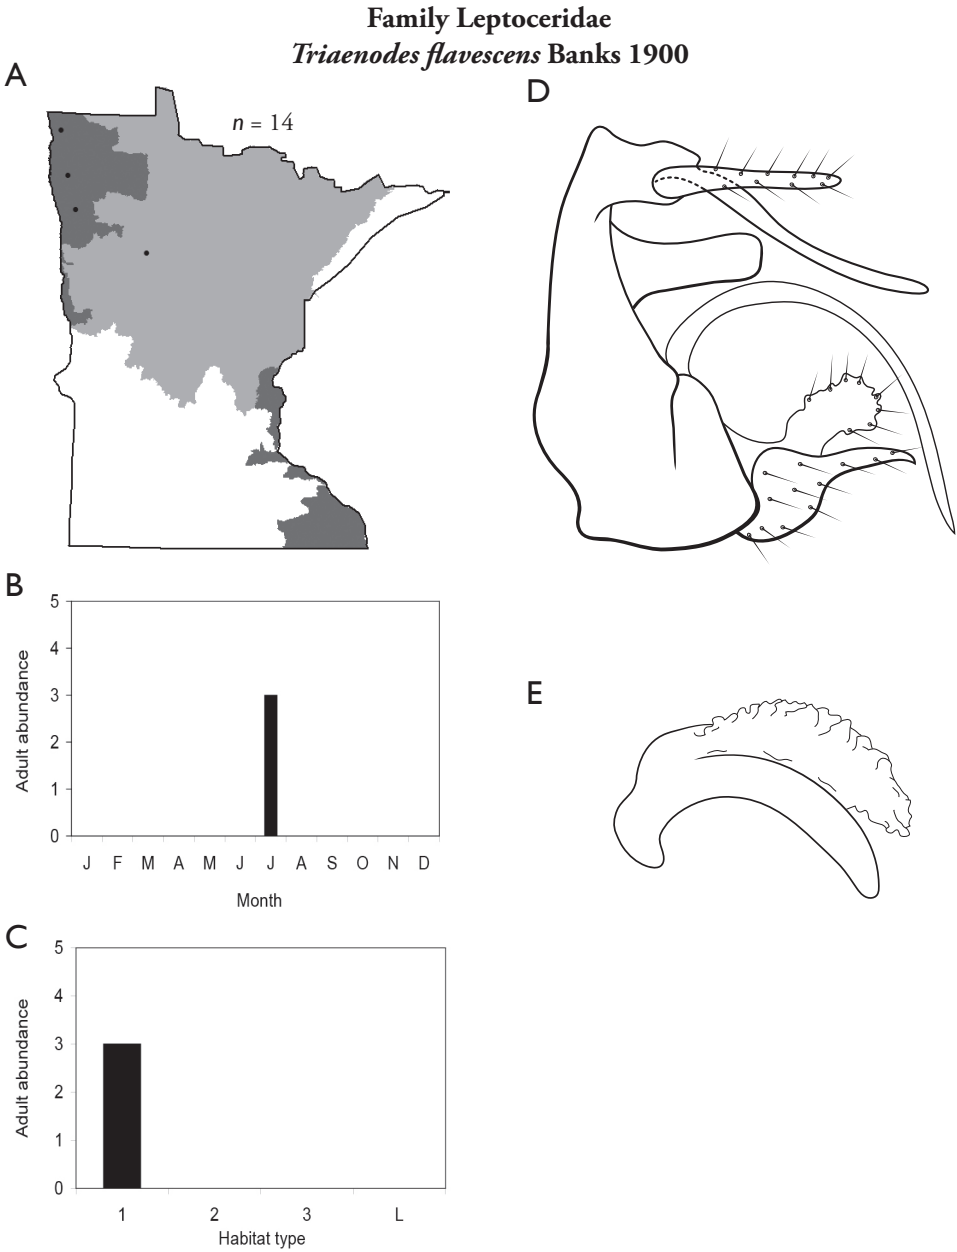 Family Leptoceridae
Triaenodes flavescens Banks 1900
A
n = 14
D
B
5
4
3
2
1
0
Adult abundance
J F M A M J J A S O N D
Month
E
C
5
4
3
2
1
0
Adult abundance
1 2 3 L
Habitat type